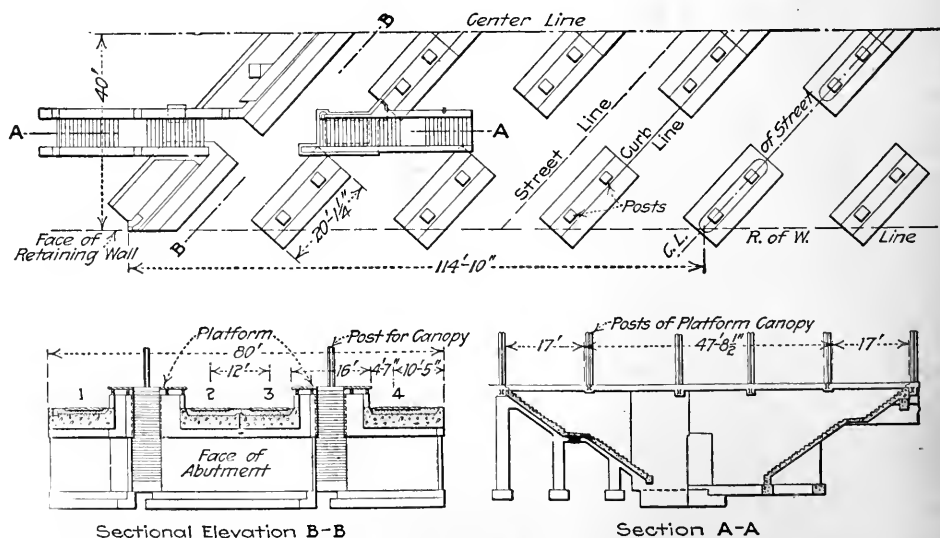 Center Line
B
40'
A
A
Street Line
Curb Line
of Street
Posts
20'-1¼"
B
Face of
Retaining Wall
C.L.
R. of W. Line
114'-10"
Platform
Post for Canopy
80'
12'
16'
4'-7"
10'-5"
1
2
3
4
Face of
Abutment
Sectional Elevation B-B
Posts of Platform Canopy
17'
47'-8½"
17'
Section A-A